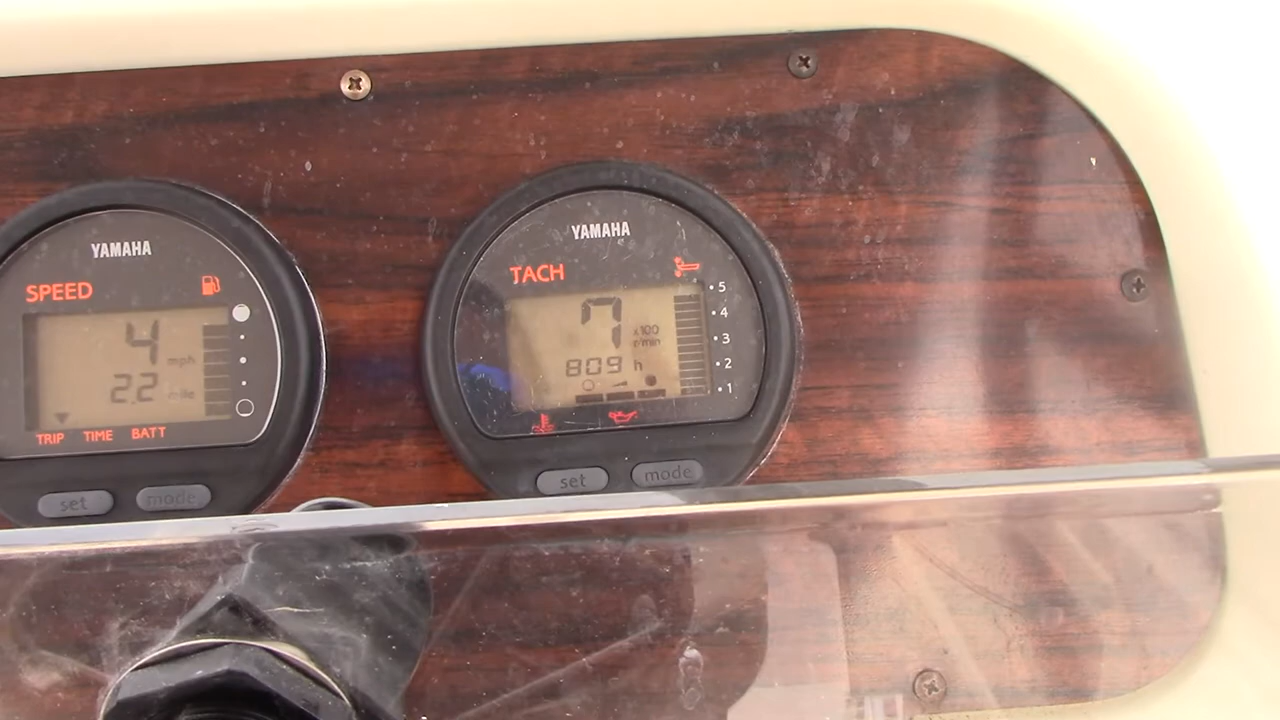 YAMAHA
SPEED
4 mph
2.2 mile
TRIP TIME BATT
set mode
YAMAHA
TACH
5
4
3
2
1
7 x100 r/min
809 h
set mode